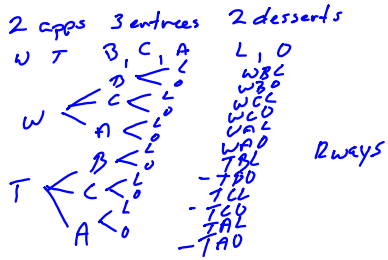 2 apps 3 entrees 2 desserts
W T B, C, A L, O
W B L O
C L O
A L O
T B L O
C L O
A L O
WBL
WBO
WCL
WCO
WAL
WAO
TBL
- TBO
TCL
- TCO
TAL
- TAO
12 ways